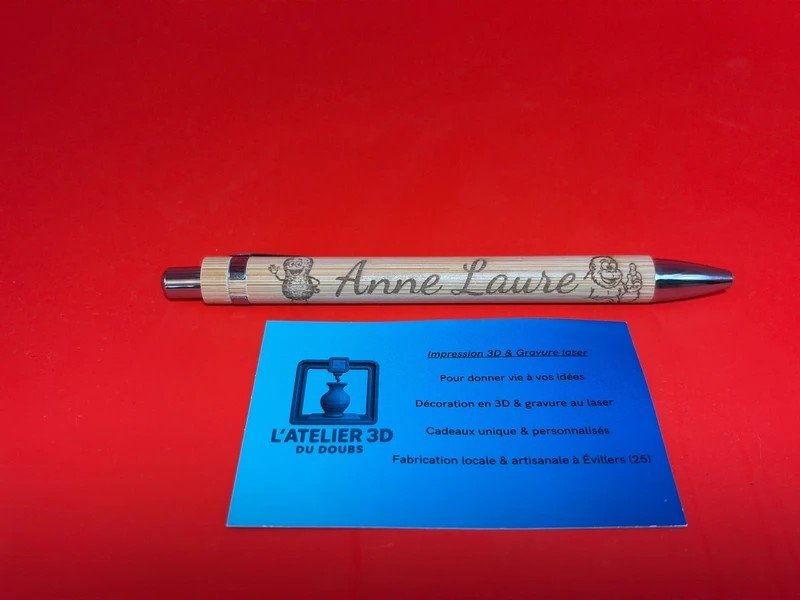 Anne Laure
L'ATELIER 3D
DU DOUBS
Impression 3D & Gravure laser
Pour donner vie à vos idées
Décoration en 3D & gravure au laser
Cadeaux unique & personnalisés
Fabrication locale & artisanale à Évillers (25)